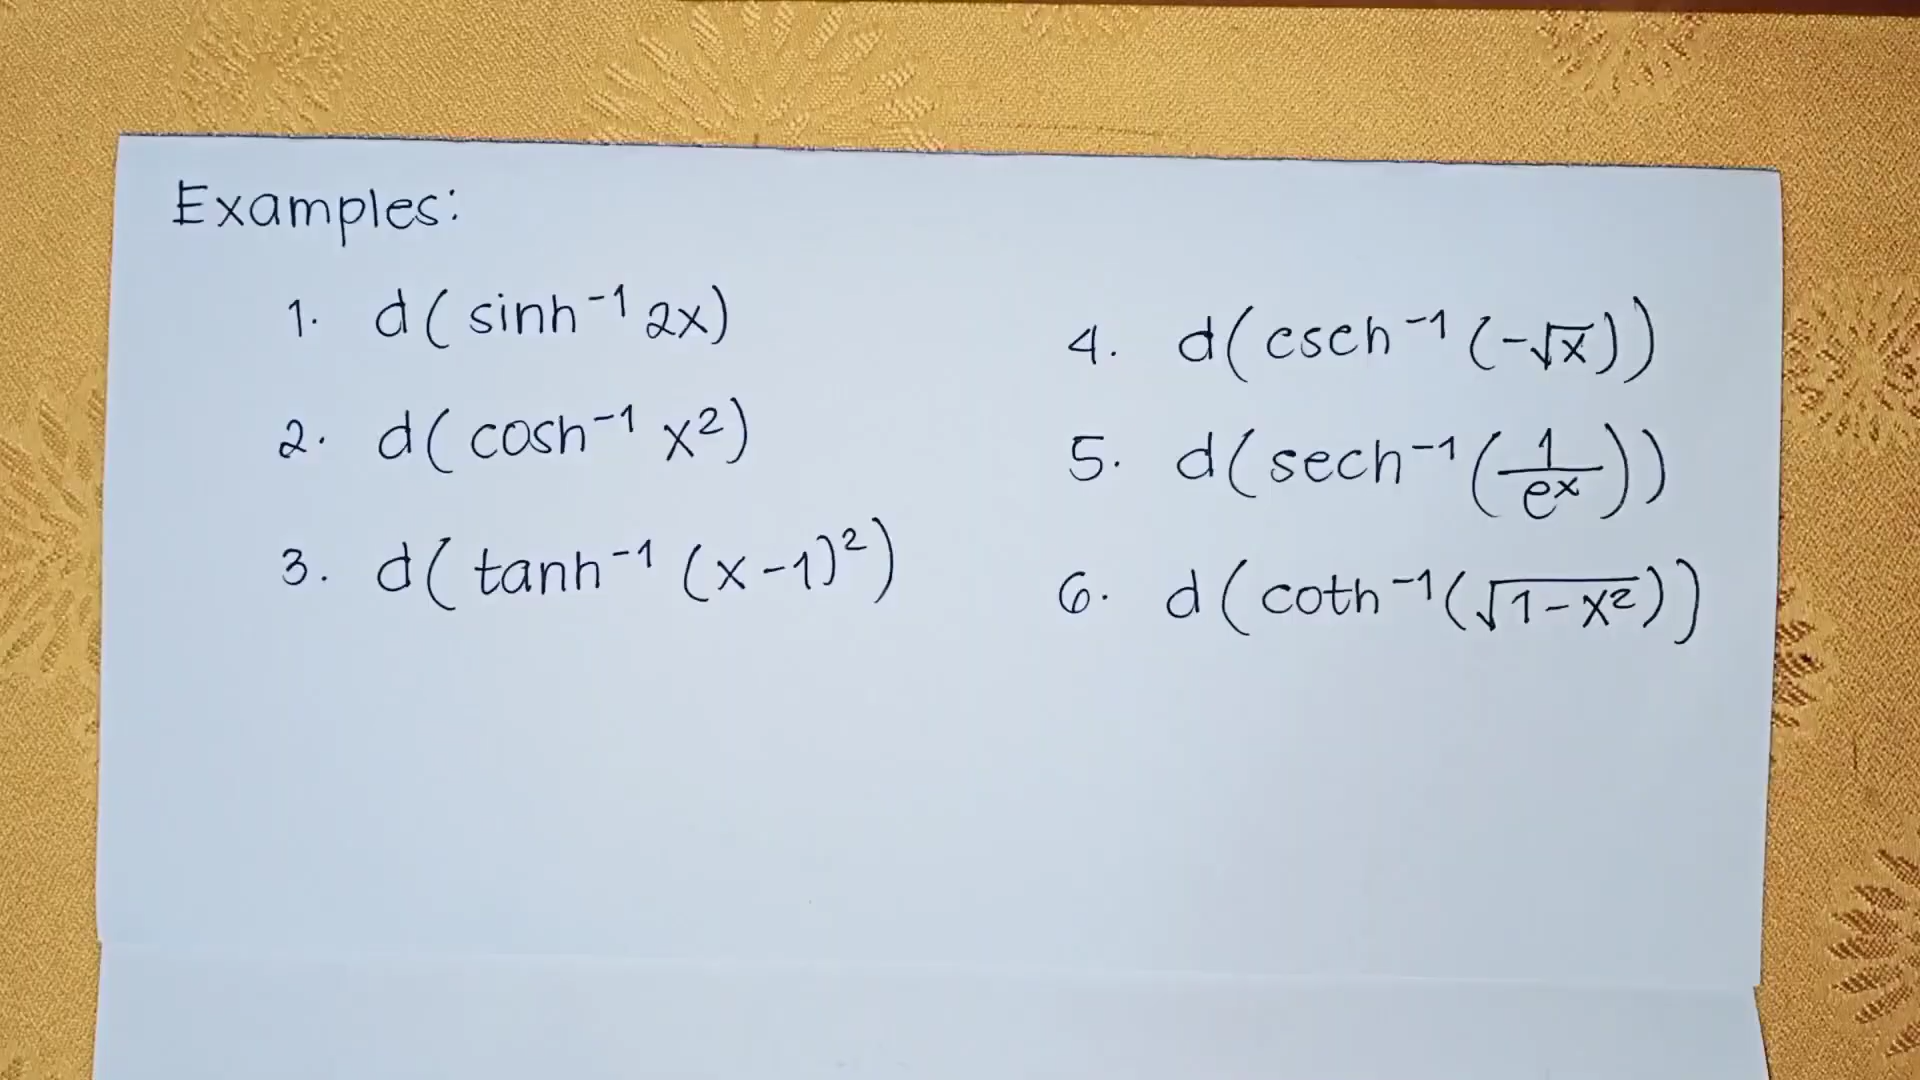 Examples:
1. d(sinh⁻¹ 2x)
2. d(cosh⁻¹ x²)
3. d(tanh⁻¹ (x-1)²)
4. d(csch⁻¹ (-√x))
5. d(sech⁻¹ (1/eˣ))
6. d(coth⁻¹ (√(1-x²)))